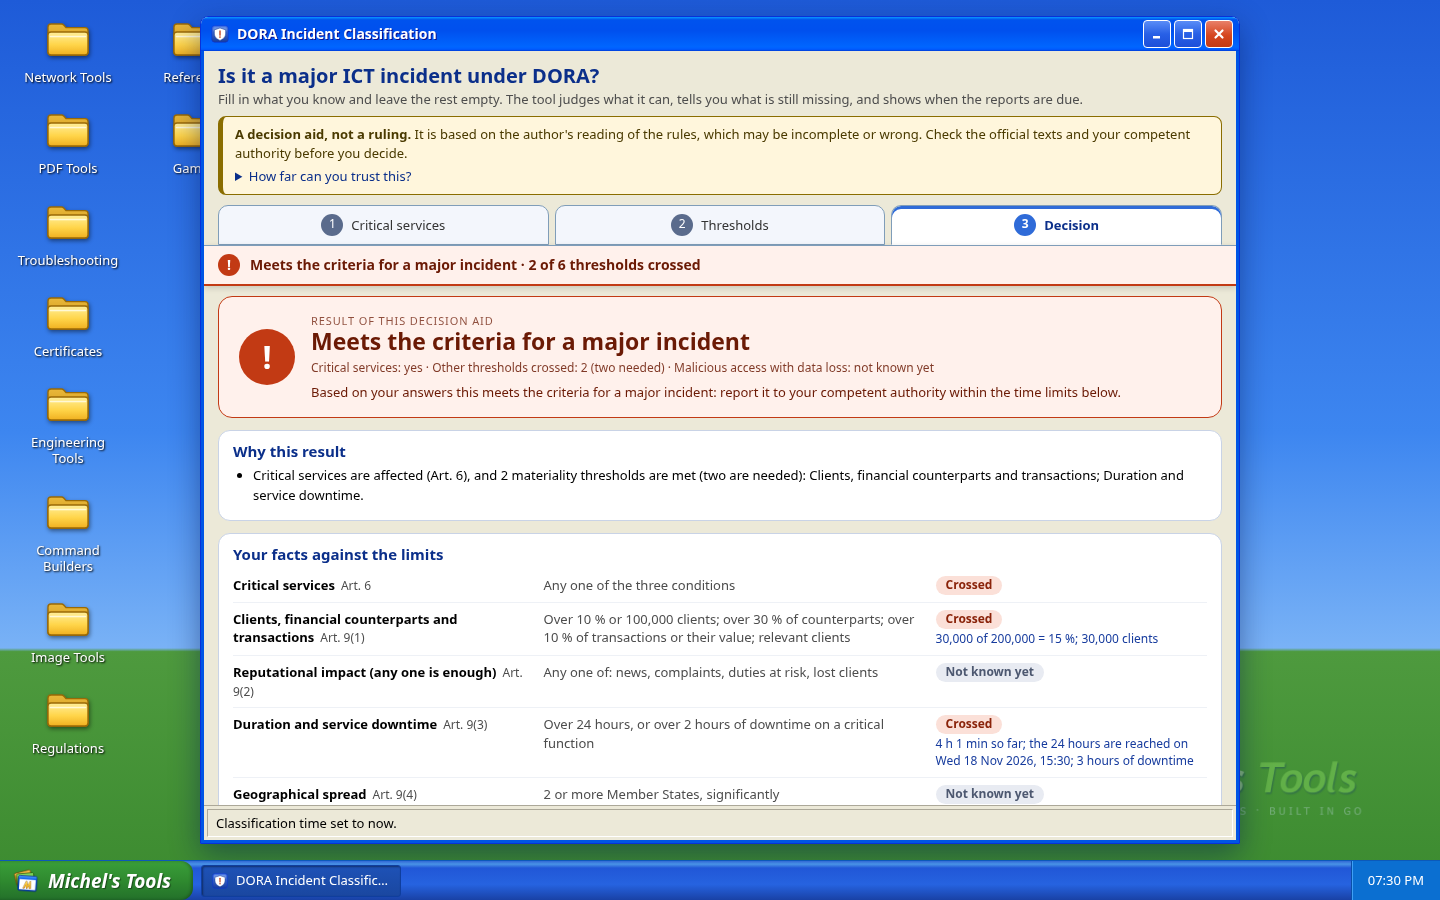 Network Tools
PDF Tools
Troubleshooting
Certificates
Engineering
Tools
Command
Builders
Image Tools
Regulations
DORA Incident Classification
Is it a major ICT incident under DORA?
Fill in what you know and leave the rest empty. The tool judges what it can, tells you what is still missing, and shows when the reports are due.
A decision aid, not a ruling. It is based on the author's reading of the rules, which may be incomplete or wrong. Check the official texts and your competent
authority before you decide.
How far can you trust this?
1 Critical services
2 Thresholds
3 Decision
! Meets the criteria for a major incident · 2 of 6 thresholds crossed
RESULT OF THIS DECISION AID
! Meets the criteria for a major incident
Critical services: yes · Other thresholds crossed: 2 (two needed) · Malicious access with data loss: not known yet
Based on your answers this meets the criteria for a major incident: report it to your competent authority within the time limits below.
Why this result
• Critical services are affected (Art. 6), and 2 materiality thresholds are met (two are needed): Clients, financial counterparts and transactions; Duration and
service downtime.
Your facts against the limits
Critical services Art. 6 Any one of the three conditions Crossed
Clients, financial counterparts and Over 10 % or 100,000 clients; over 30 % of counterparts; over Crossed
transactions Art. 9(1) 10 % of transactions or their value; relevant clients 30,000 of 200,000 = 15 %; 30,000 clients
Reputational impact (any one is enough) Art. Any one of: news, complaints, duties at risk, lost clients Not known yet
9(2)
Duration and service downtime Art. 9(3) Over 24 hours, or over 2 hours of downtime on a critical Crossed
function 4 h 1 min so far; the 24 hours are reached on
Wed 18 Nov 2026, 15:30; 3 hours of downtime
Geographical spread Art. 9(4) 2 or more Member States, significantly Not known yet
Classification time set to now.
Tools
BUILT IN GO
Michel's Tools
DORA Incident Classific...
07:30 PM